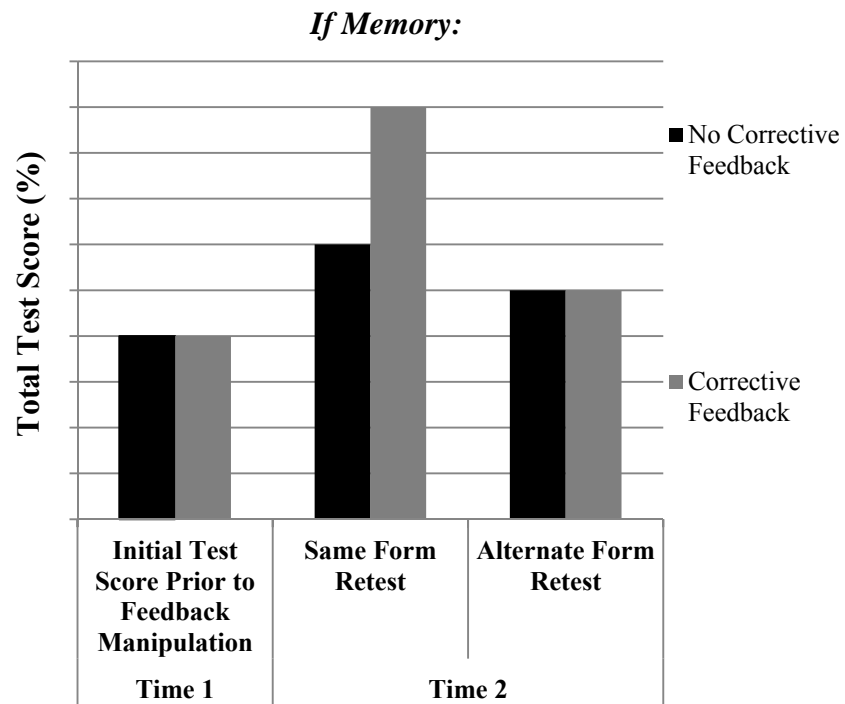 If Memory:
Total Test Score (%)
No Corrective
Feedback
Corrective
Feedback
Initial Test
Score Prior to
Feedback
Manipulation
Same Form
Retest
Alternate Form
Retest
Time 1
Time 2